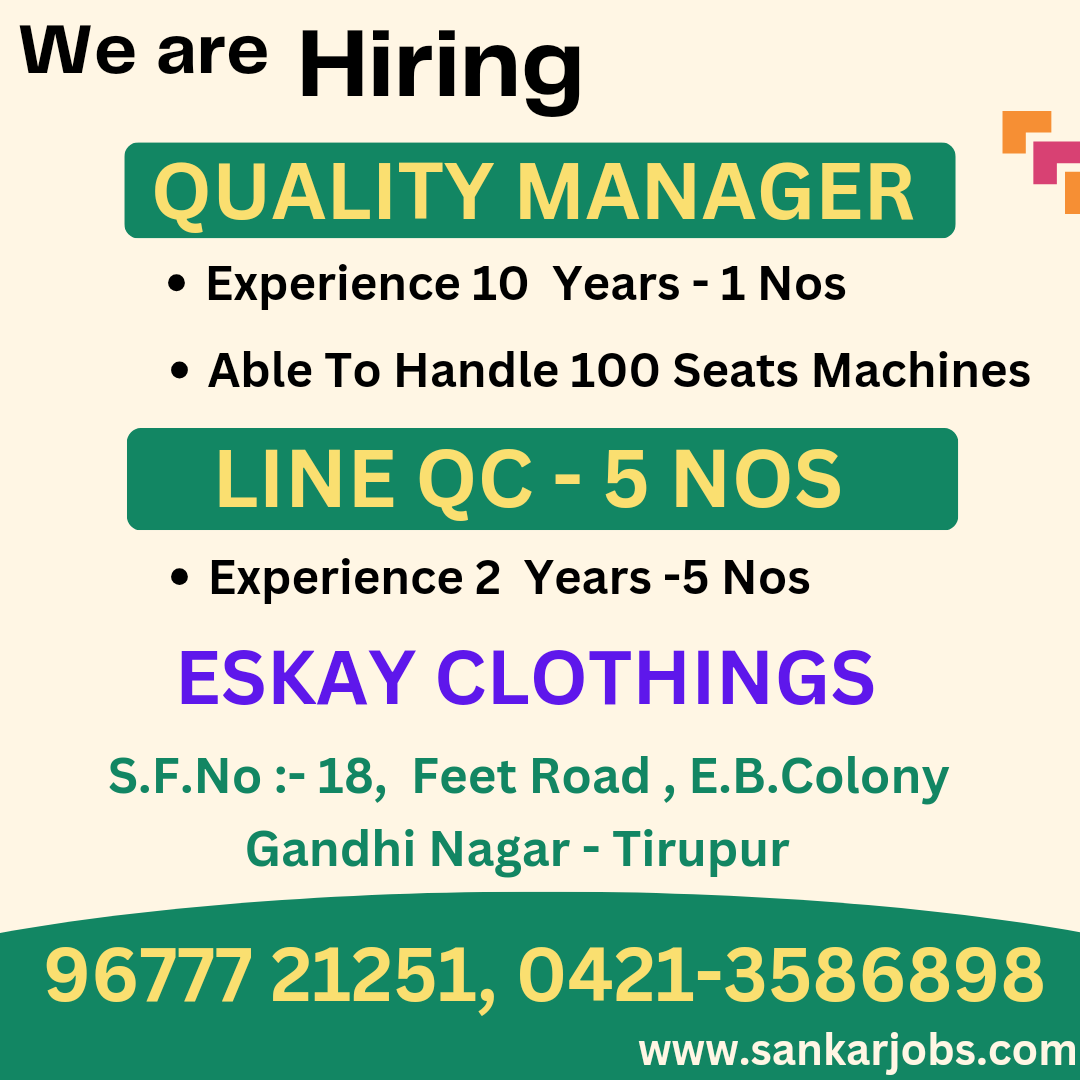 We are Hiring
QUALITY MANAGER
• Experience 10 Years - 1 Nos
• Able To Handle 100 Seats Machines
LINE QC - 5 NOS
• Experience 2 Years -5 Nos
ESKAY CLOTHINGS
S.F.No :- 18, Feet Road , E.B.Colony
Gandhi Nagar - Tirupur
96777 21251, 0421-3586898
www.sankarjobs.com